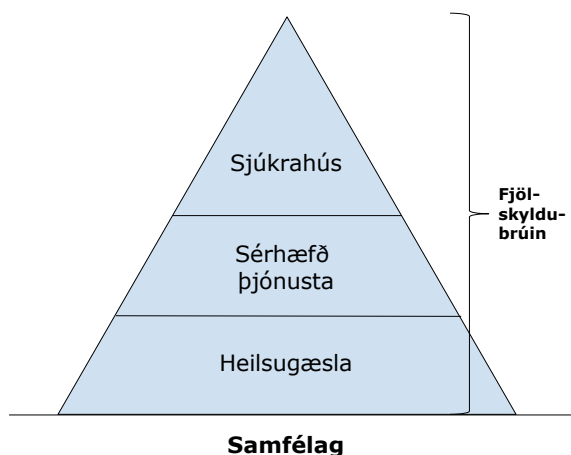 Sjúkrahús
Fjöl-
skyldu-
brúin
Sérhæfð
þjónusta
Heilsugæsla
Samfélag